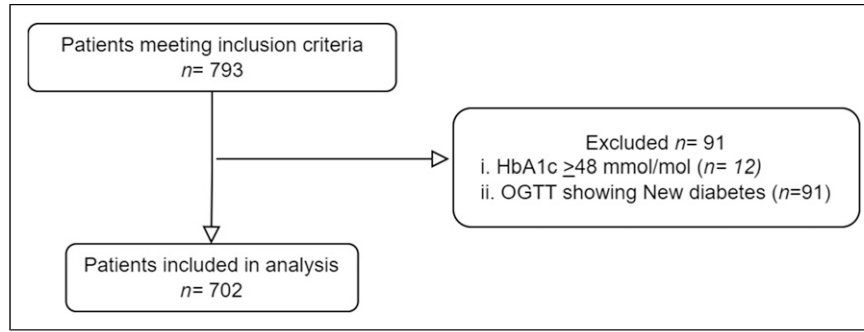 Patients meeting inclusion criteria
n= 793
Excluded n= 91
i. HbA1c ≥48 mmol/mol (n= 12)
ii. OGTT showing New diabetes (n=91)
Patients included in analysis
n= 702